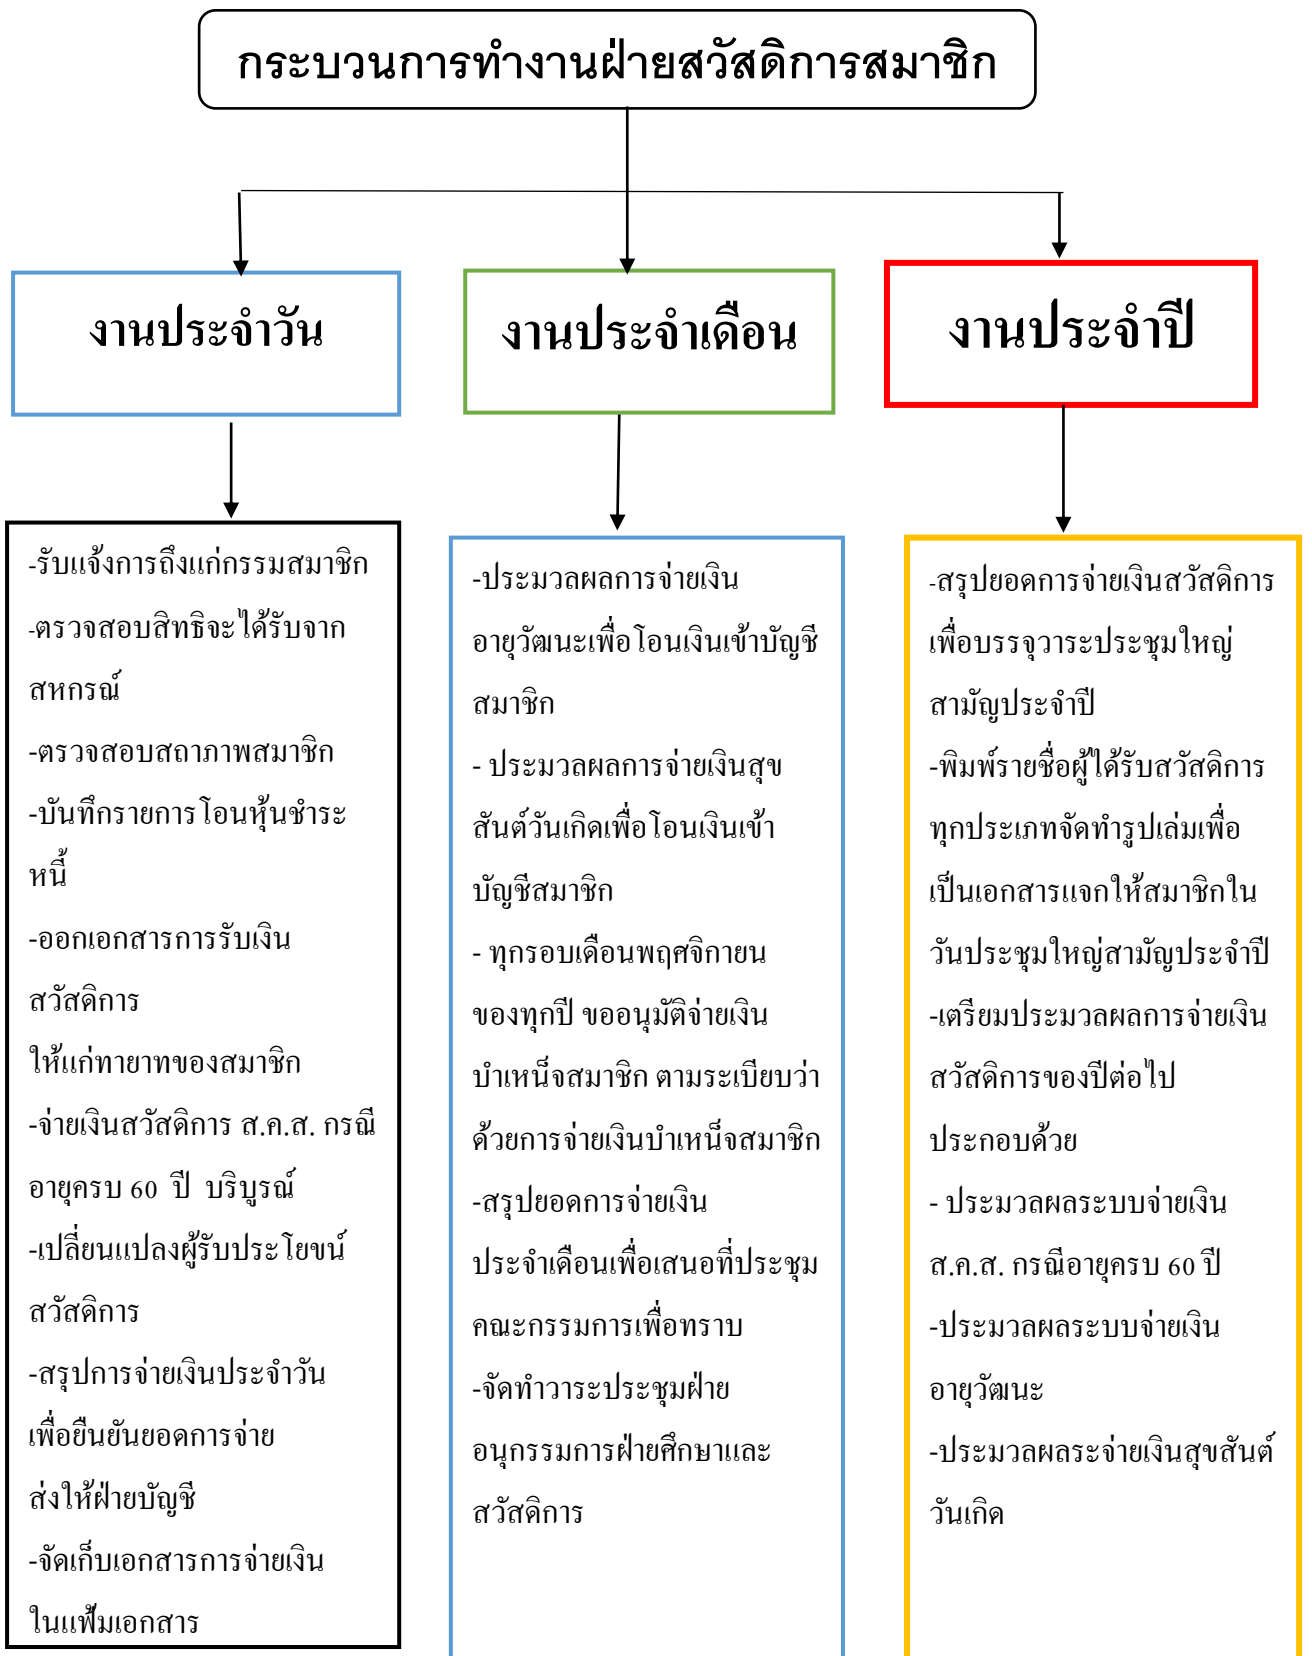 กระบวนการทำงานฝ่ายสวัสดิการสมาชิก
งานประจำวัน
งานประจำเดือน
งานประจำปี
-รับแจ้งการถึงแก่กรรมสมาชิก
-ตรวจสอบสิทธิจะได้รับจาก
สหกรณ์
-ตรวจสอบสถาภาพสมาชิก
-บันทึกรายการโอนหุ้นชำระ
หนี้
-ออกเอกสารการรับเงิน
สวัสดิการ
ให้แก่ทายาทของสมาชิก
-จ่ายเงินสวัสดิการ ส.ค.ส. กรณี
อายุครบ 60 ปี บริบูรณ์
-เปลี่ยนแปลงผู้รับประโยขน์
สวัสดิการ
-สรุปการจ่ายเงินประจำวัน
เพื่อยืนยันยอดการจ่าย
ส่งให้ฝ่ายบัญชี
-จัดเก็บเอกสารการจ่ายเงิน
ในแฟ้มเอกสาร
-ประมวลผลการจ่ายเงิน
อายุวัฒนะเพื่อโอนเงินเข้าบัญชี
สมาชิก
- ประมวลผลการจ่ายเงินสุข
สันต์วันเกิดเพื่อโอนเงินเข้า
บัญชีสมาชิก
- ทุกรอบเดือนพฤศจิกายน
ของทุกปี ขออนุมัติจ่ายเงิน
บำเหน็จสมาชิก ตามระเบียบว่า
ด้วยการจ่ายเงินบำเหน็จสมาชิก
-สรุปยอดการจ่ายเงิน
ประจำเดือนเพื่อเสนอที่ประชุม
คณะกรรมการเพื่อทราบ
-จัดทำวาระประชุมฝ่าย
อนุกรรมการฝ่ายศึกษาและ
สวัสดิการ
-สรุปยอดการจ่ายเงินสวัสดิการ
เพื่อบรรจุวาระประชุมใหญ่
สามัญประจำปี
-พิมพ์รายชื่อผู้ได้รับสวัสดิการ
ทุกประเภทจัดทำรูปเล่มเพื่อ
เป็นเอกสารแจกให้สมาชิกใน
วันประชุมใหญ่สามัญประจำปี
-เตรียมประมวลผลการจ่ายเงิน
สวัสดิการของปีต่อไป
ประกอบด้วย
- ประมวลผลระบบจ่ายเงิน
ส.ค.ส. กรณีอายุครบ 60 ปี
-ประมวลผลระบบจ่ายเงิน
อายุวัฒนะ
-ประมวลผลระจ่ายเงินสุขสันต์
วันเกิด